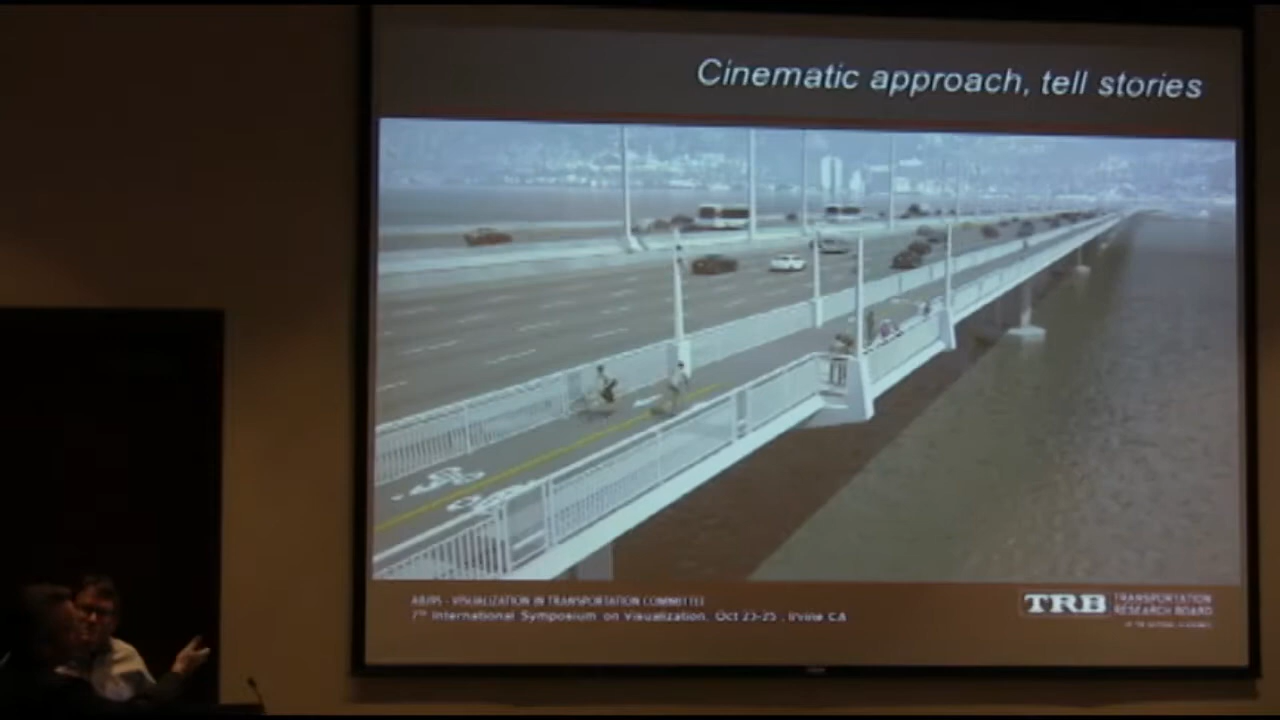 Cinematic approach, tell stories
VISUALIZATION IN TRANSPORTATION COMMITTEE
7TH International Symposium on Visualization, Oct 23-25, Irvine CA
TRB
TRANSPORTATION
RESEARCH BOARD